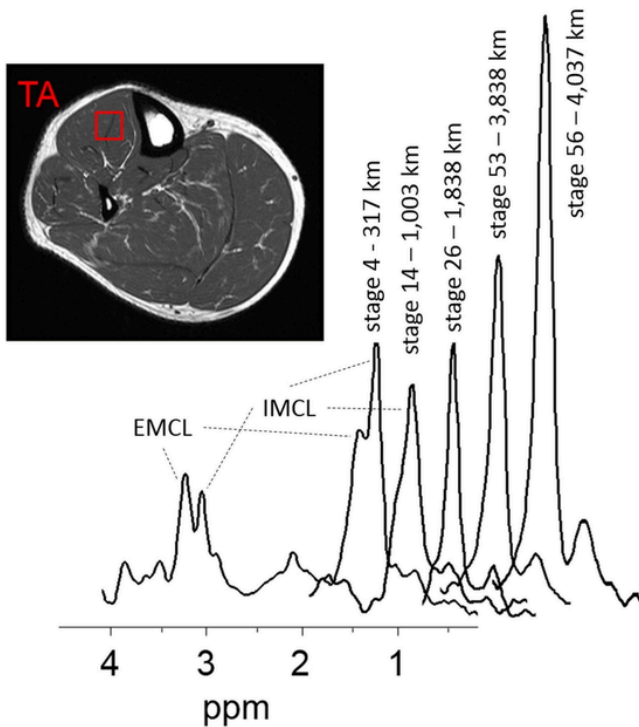 TA
stage 4 - 317 km
stage 14 – 1,003 km
stage 26 – 1,838 km
stage 53 – 3,838 km
stage 56 – 4,037 km
IMCL
EMCL
4 3 2 1
ppm